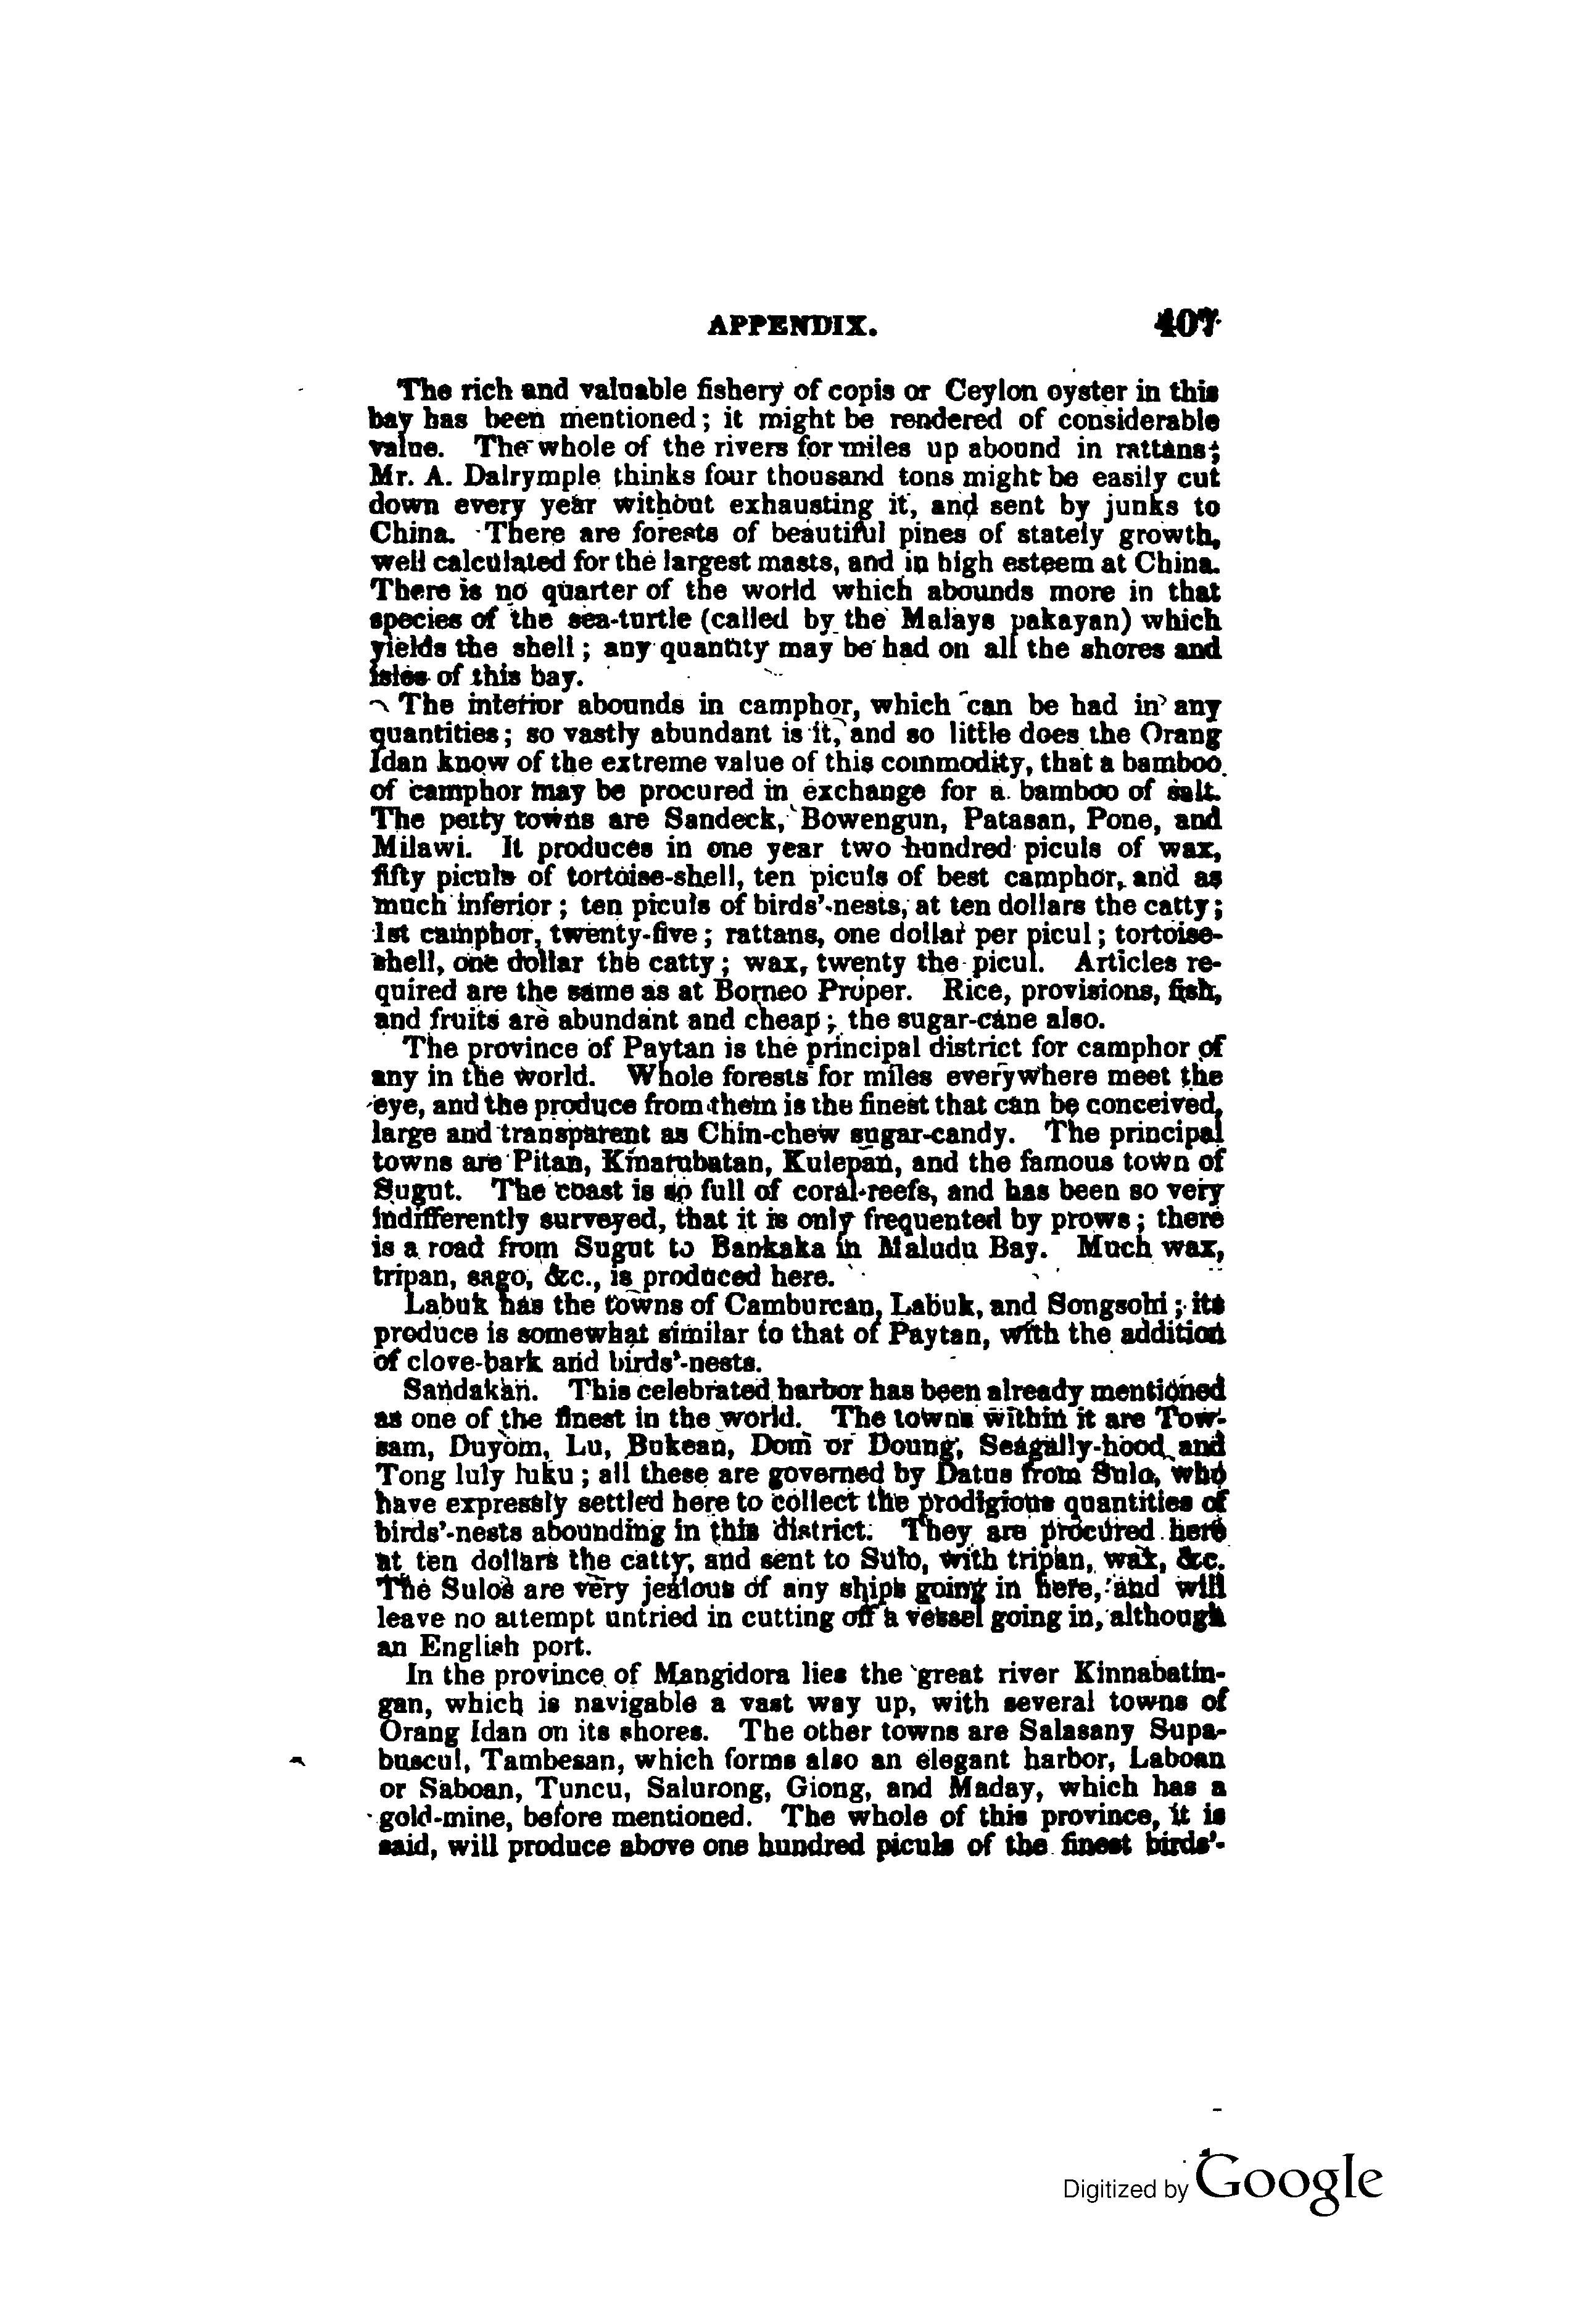 APPENDIX. 407
The rich and valuable fishery of copis or Ceylon oyster in this
bay has been mentioned; it might be rendered of considerable
value. The whole of the rivers for miles up abound in rattans;
Mr. A. Dalrymple thinks four thousand tons might be easily cut
down every year without exhausting it, and sent by junks to
China. There are forests of beautiful pines of stately growth,
well calculated for the largest masts, and in high esteem at China.
There is no quarter of the world which abounds more in that
species of the sea-turtle (called by the Malays pakayan) which
yields the shell; any quantity may be had on all the shores and
isles of this bay.
The interior abounds in camphor, which can be had in any
quantities; so vastly abundant is it, and so little does the Orang
Idan know of the extreme value of this commodity, that a bamboo
of camphor may be procured in exchange for a bamboo of salt.
The petty towns are Sandeck, Bowengun, Patasan, Pone, and
Milawi. It produces in one year two hundred piculs of wax,
fifty piculs of tortoise-shell, ten piculs of best camphor, and as
much inferior; ten piculs of birds'-nests, at ten dollars the catty;
1st camphor, twenty-five; rattans, one dollar per picul; tortoise-
shell, one dollar the catty; wax, twenty the picul. Articles re-
quired are the same as at Borneo Proper. Rice, provisions, fish,
and fruits are abundant and cheap; the sugar-cane also.
The province of Paytan is the principal district for camphor of
any in the world. Whole forests for miles everywhere meet the
eye, and the produce from them is the finest that can be conceived,
large and transparent as Chin-chew sugar-candy. The principal
towns are Pitan, Kinarubatan, Kulepan, and the famous town of
Sugut. The coast is so full of coral-reefs, and has been so very
indifferently surveyed, that it is only frequented by prows; there
is a road from Sugut to Bankaka in Maludu Bay. Much wax,
tripan, sago, &c., is produced here.
Labuk has the towns of Camburcan, Labuk, and Songsohi; its
produce is somewhat similar to that of Paytan, with the addition
of clove-bark and birds'-nests.
Sandakan. This celebrated harbor has been already mentioned
as one of the finest in the world. The towns within it are Tow-
sam, Duyom, Lu, Bukean, Dom or Doung, Seagally-hood and
Tong luly luku; all these are governed by Datus from Sulo, who
have expressly settled here to collect the prodigious quantities of
birds'-nests abounding in this district. They are procured here
at ten dollars the catty, and sent to Sulo, with tripan, wax, &c.
The Sulos are very jealous of any ships going in here, and will
leave no attempt untried in cutting off a vessel going in, although
an English port.
In the province of Mangidora lies the great river Kinnabatin-
gan, which is navigable a vast way up, with several towns of
Orang Idan on its shores. The other towns are Salasany Supa-
buscul, Tambesan, which forms also an elegant harbor, Laboan
or Saboan, Tuncu, Salurong, Giong, and Maday, which has a
gold-mine, before mentioned. The whole of this province, it is
said, will produce above one hundred piculs of the finest birds'-
Digitized by Google